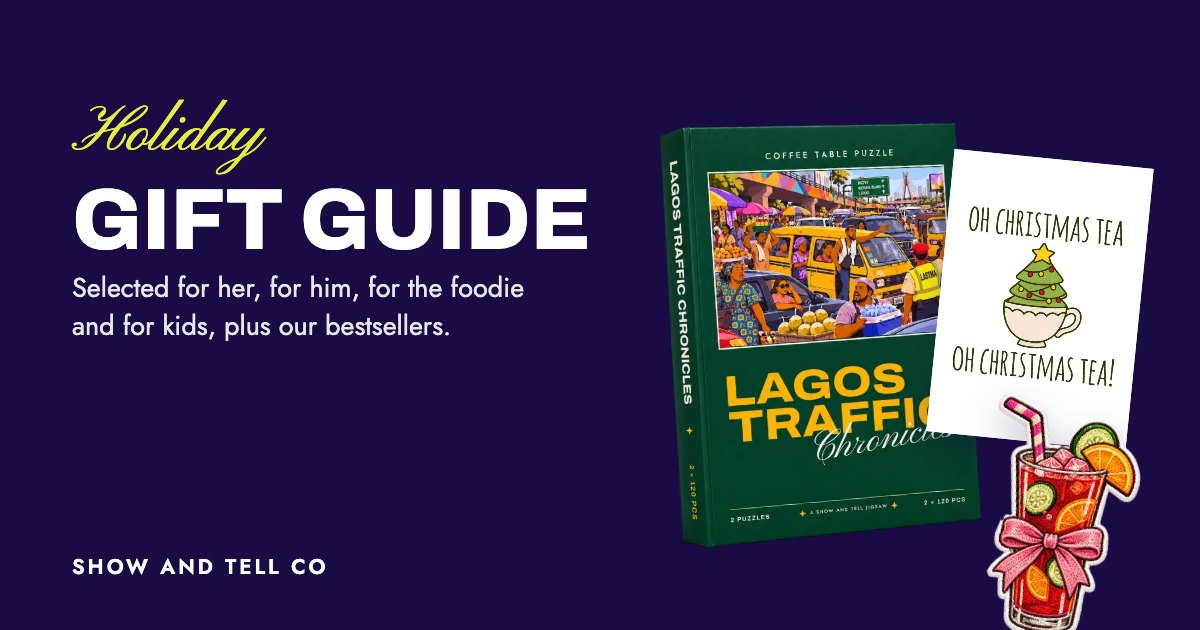 Holiday
GIFT GUIDE
Selected for her, for him, for the foodie
and for kids, plus our bestsellers.
SHOW AND TELL CO
LAGOS TRAFFIC CHRONICLES
2 × 120 PCS
COFFEE TABLE PUZZLE
LASTMA
LAGOS
TRAFFIC
Chronicles
2 PUZZLES
A SHOW AND TELL JIGSAW
2 × 120 PCS
OH CHRISTMAS TEA
OH CHRISTMAS TEA!